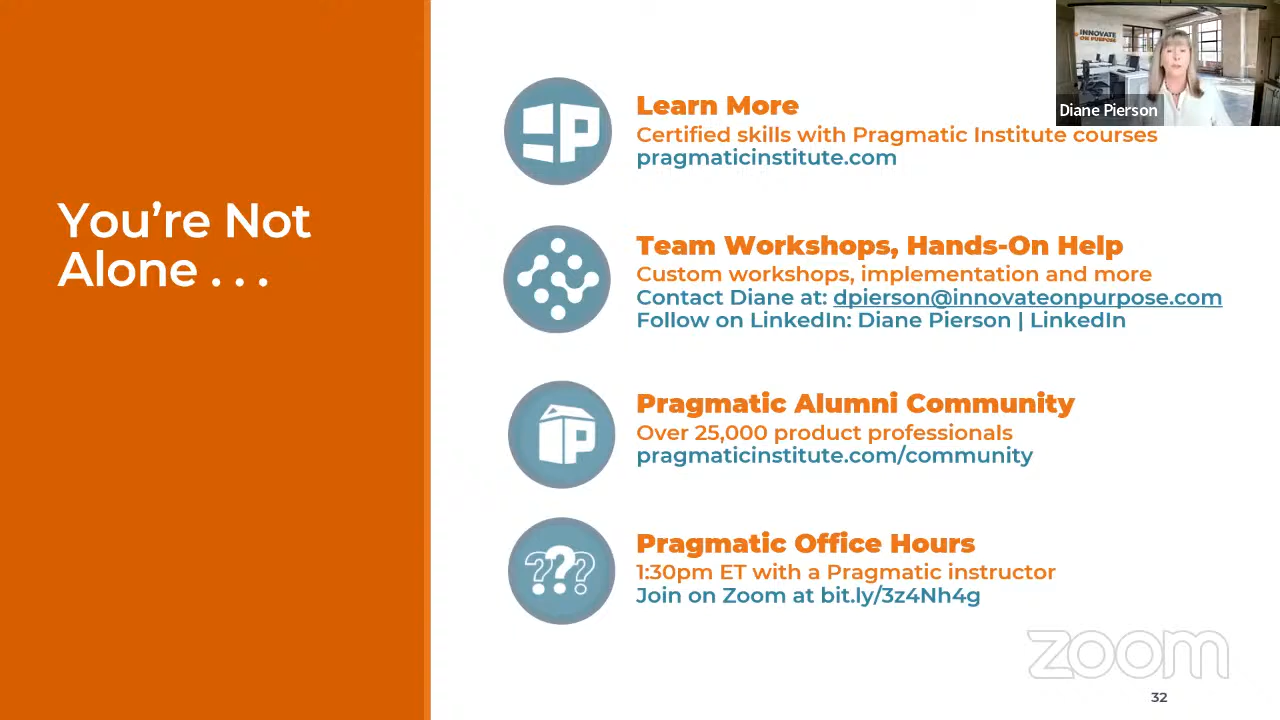 INNOVATE
ON PURPOSE
Diane Pierson
You're Not
Alone . . .
Learn More
Certified skills with Pragmatic Institute courses
pragmaticinstitute.com
Team Workshops, Hands-On Help
Custom workshops, implementation and more
Contact Diane at: dpierson@innovateonpurpose.com
Follow on LinkedIn: Diane Pierson | LinkedIn
P
Pragmatic Alumni Community
Over 25,000 product professionals
pragmaticinstitute.com/community
P
???
Pragmatic Office Hours
1:30pm ET with a Pragmatic instructor
Join on Zoom at bit.ly/3z4Nh4g
zoom
32